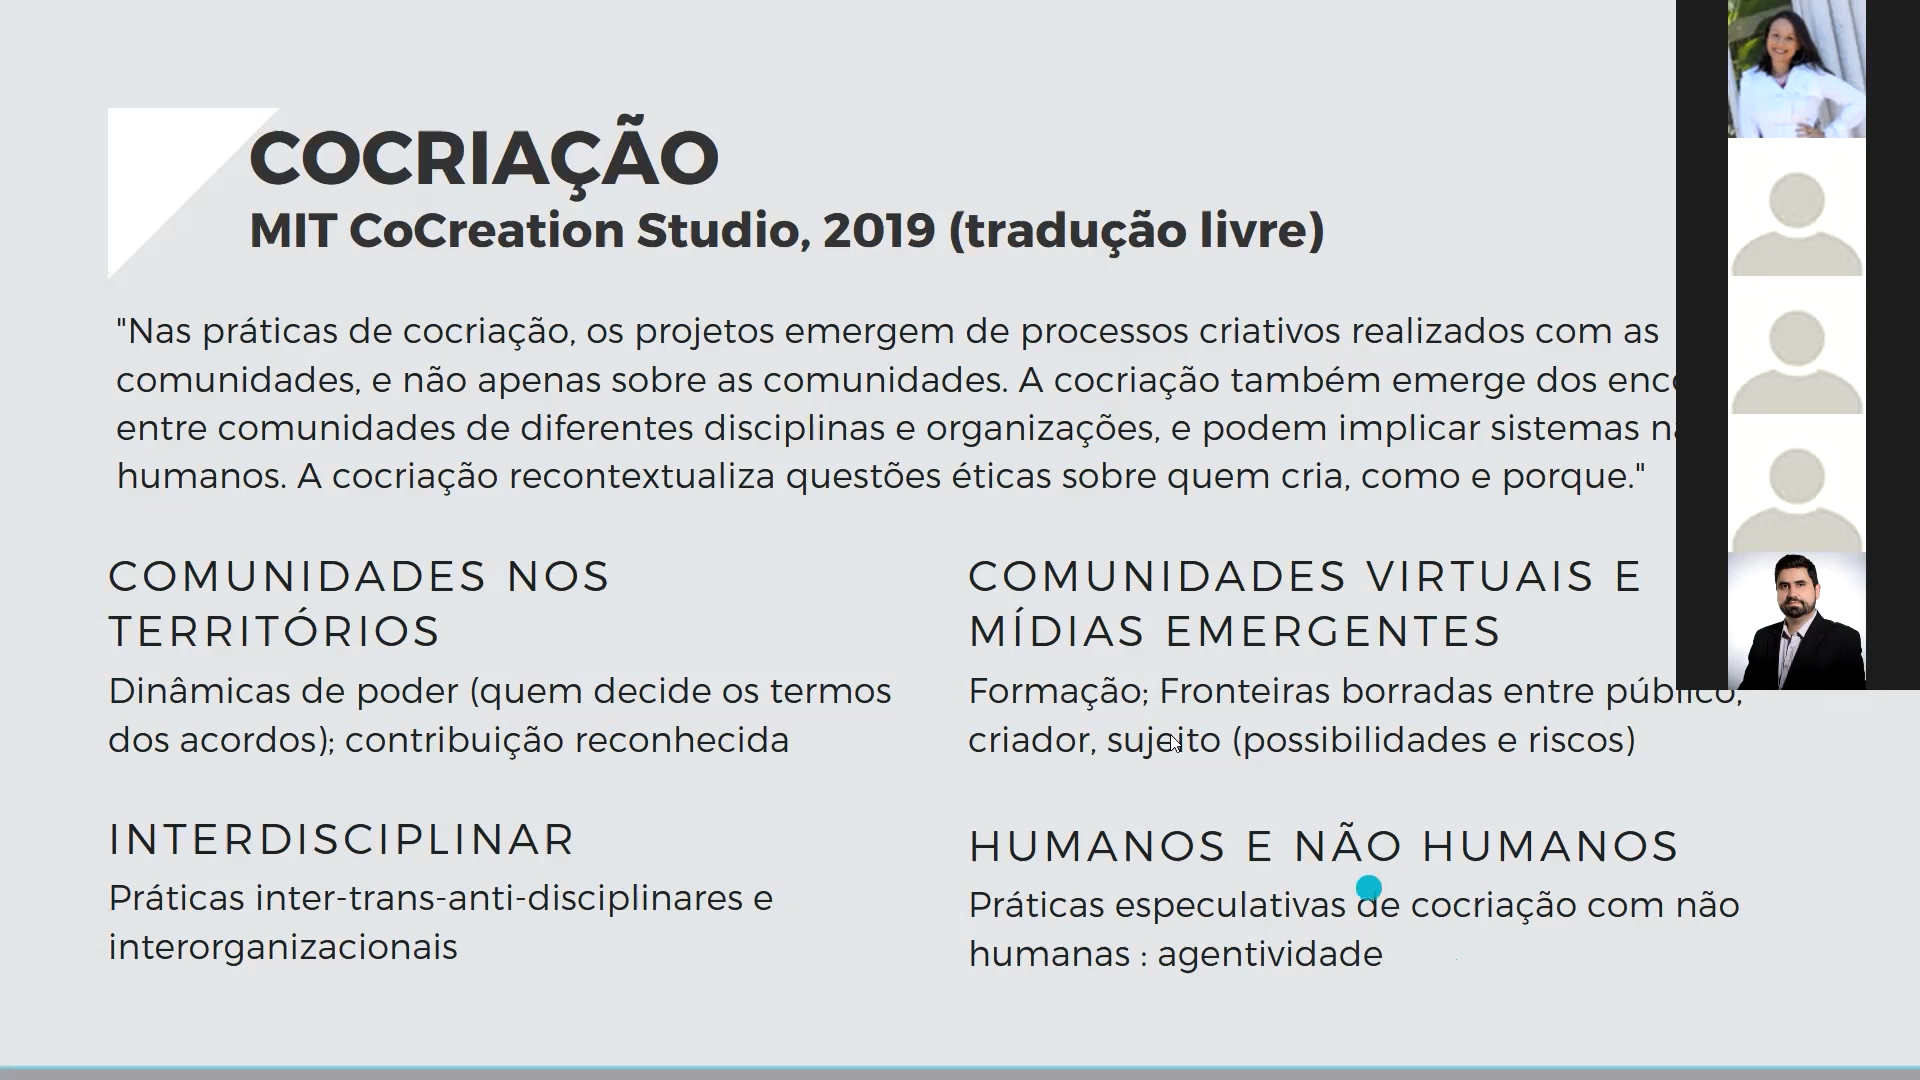 COCRIAÇÃO
MIT CoCreation Studio, 2019 (tradução livre)
"Nas práticas de cocriação, os projetos emergem de processos criativos realizados com as
comunidades, e não apenas sobre as comunidades. A cocriação também emerge dos
entre comunidades de diferentes disciplinas e organizações, e podem implicar sistemas
humanos. A cocriação recontextualiza questões éticas sobre quem cria, como e porque."
COMUNIDADES NOS
TERRITÓRIOS
Dinâmicas de poder (quem decide os termos
dos acordos); contribuição reconhecida
COMUNIDADES VIRTUAIS E
MÍDIAS EMERGENTES
Formação; Fronteiras borradas entre público,
criador, sujeito (possibilidades e riscos)
INTERDISCIPLINAR
Práticas inter-trans-anti-disciplinares e
interorganizacionais
HUMANOS E NÃO HUMANOS
Práticas especulativas de cocriação com não
humanas : agentividade